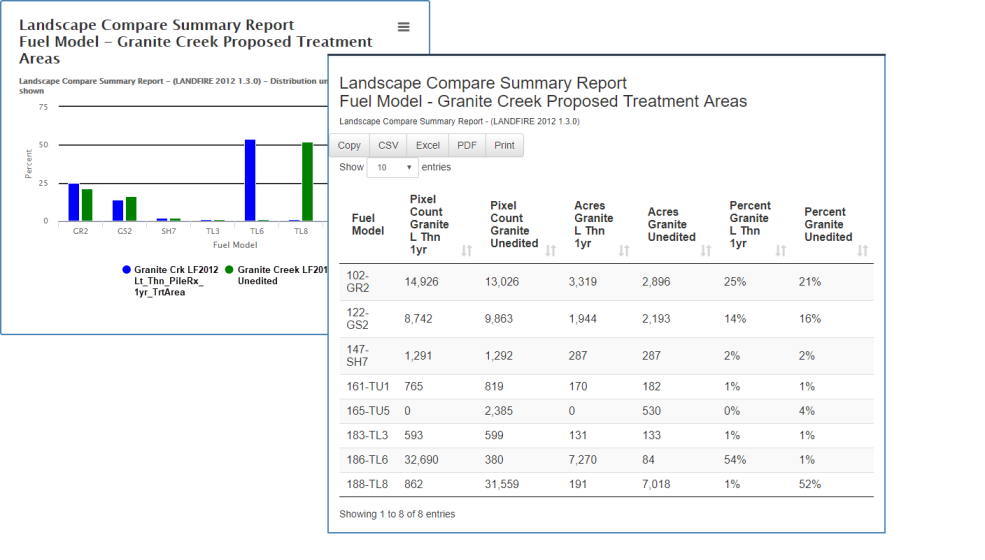 Landscape Compare Summary Report
Fuel Model – Granite Creek Proposed Treatment
Areas
Landscape Compare Summary Report – (LANDFIRE 2012 1.3.0) – Distribution
shown
75
50
25
0
Percent
GR2 GS2 SH7 TL3 TL6 TL8
Fuel Model
Granite Crk LF2012
Lt_Thn_PileRx_
1yr_TrtArea
Granite Creek LF201
Unedited
Landscape Compare Summary Report
Fuel Model - Granite Creek Proposed Treatment Areas
Landscape Compare Summary Report - (LANDFIRE 2012 1.3.0)
Copy CSV Excel PDF Print
Show 10 entries
Fuel
Model
Pixel
Count
Granite
L Thn
1yr
Pixel
Count
Granite
Unedited
Acres
Granite
L Thn
1yr
Acres
Granite
Unedited
Percent
Granite
L Thn
1yr
Percent
Granite
Unedited
102-
GR2 14,926 13,026 3,319 2,896 25% 21%
122-
GS2 8,742 9,863 1,944 2,193 14% 16%
147-
SH7 1,291 1,292 287 287 2% 2%
161-TU1 765 819 170 182 1% 1%
165-TU5 0 2,385 0 530 0% 4%
183-TL3 593 599 131 133 1% 1%
186-TL6 32,690 380 7,270 84 54% 1%
188-TL8 862 31,559 191 7,018 1% 52%
Showing 1 to 8 of 8 entries